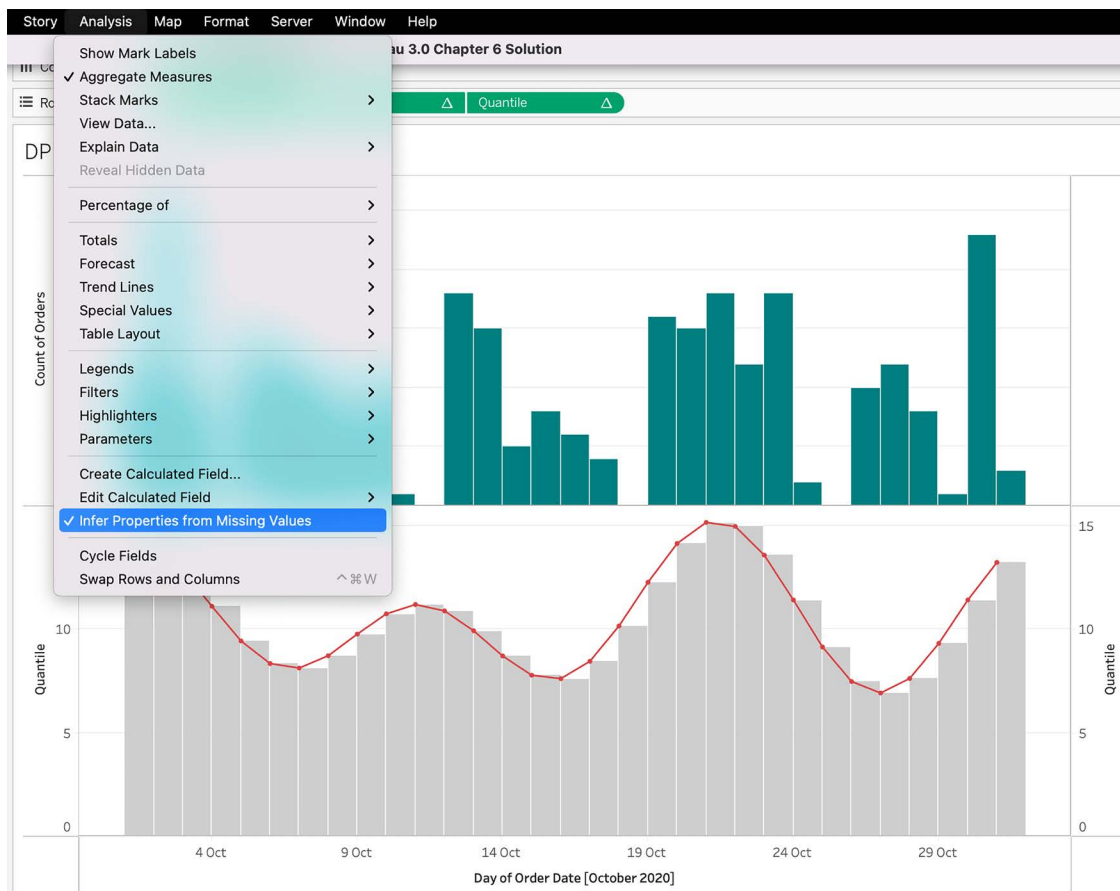 Story Analysis Map Format Server Window Help
au 3.0 Chapter 6 Solution
Show Mark Labels
✓ Aggregate Measures
Stack Marks
View Data...
Explain Data
Reveal Hidden Data
Percentage of
Totals
Forecast
Trend Lines
Special Values
Table Layout
Legends
Filters
Highlighters
Parameters
Create Calculated Field...
Edit Calculated Field
✓ Infer Properties from Missing Values
Cycle Fields
Swap Rows and Columns ^⌘W
Co
Ro
Δ Quantile Δ
DP
Count of Orders
Quantile
10
5
0
15
10
5
0
Quantile
4 Oct 9 Oct 14 Oct 19 Oct 24 Oct 29 Oct
Day of Order Date [October 2020]